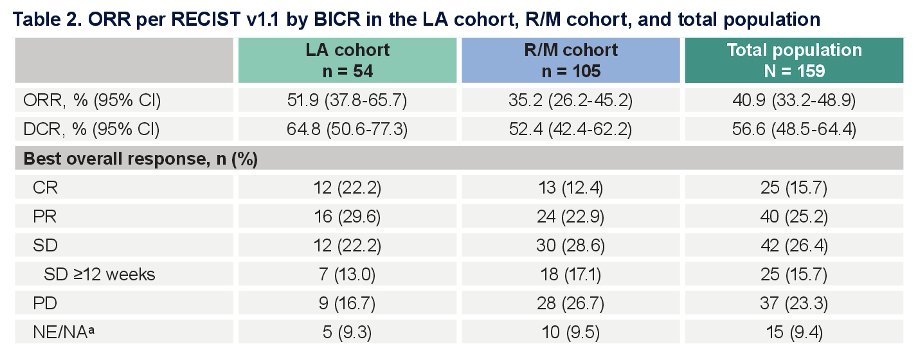 Table 2. ORR per RECIST v1.1 by BICR in the LA cohort, R/M cohort, and total population
LA cohort R/M cohort Total population
n = 54 n = 105 N = 159
ORR, % (95% CI) 51.9 (37.8-65.7) 35.2 (26.2-45.2) 40.9 (33.2-48.9)
DCR, % (95% CI) 64.8 (50.6-77.3) 52.4 (42.4-62.2) 56.6 (48.5-64.4)
Best overall response, n (%)
CR 12 (22.2) 13 (12.4) 25 (15.7)
PR 16 (29.6) 24 (22.9) 40 (25.2)
SD 12 (22.2) 30 (28.6) 42 (26.4)
SD ≥12 weeks 7 (13.0) 18 (17.1) 25 (15.7)
PD 9 (16.7) 28 (26.7) 37 (23.3)
NE/NAᵃ 5 (9.3) 10 (9.5) 15 (9.4)